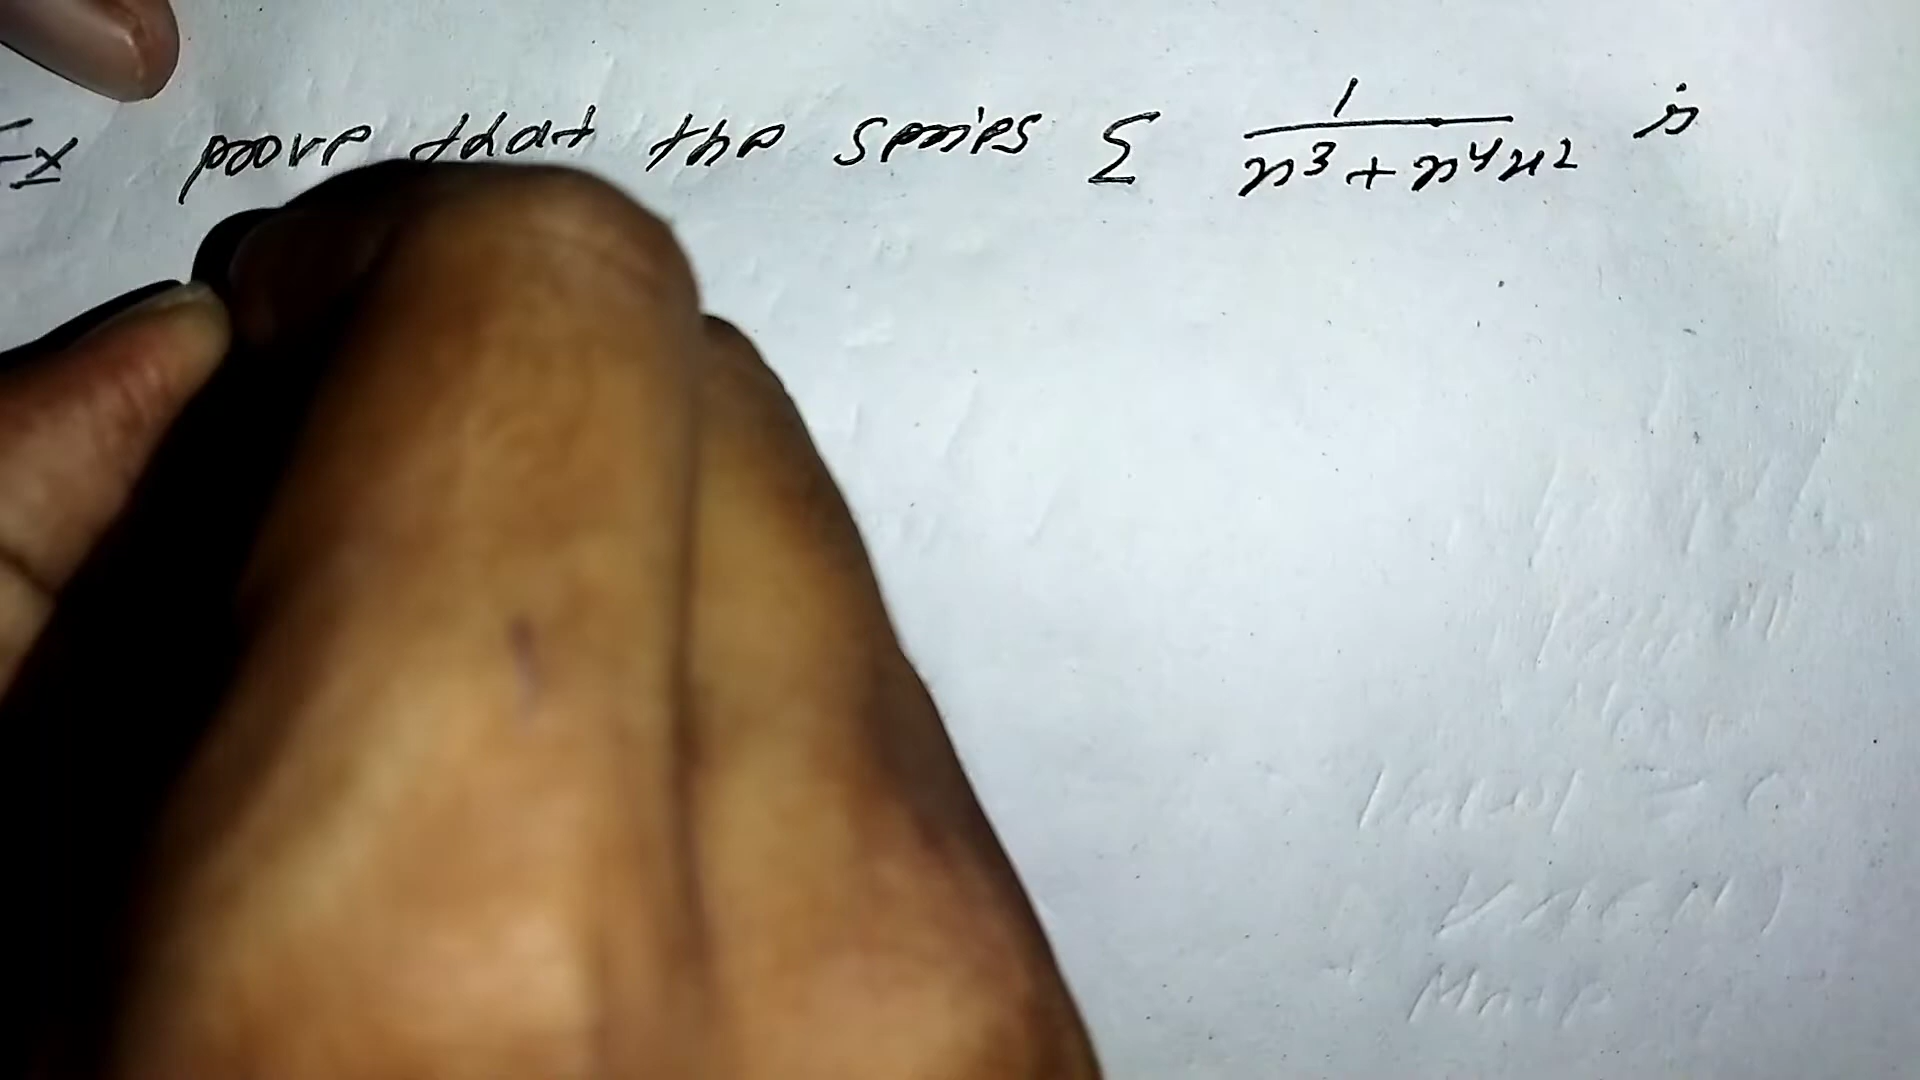 Ex prove that the series Σ 1/(n³ + n⁴x²) is